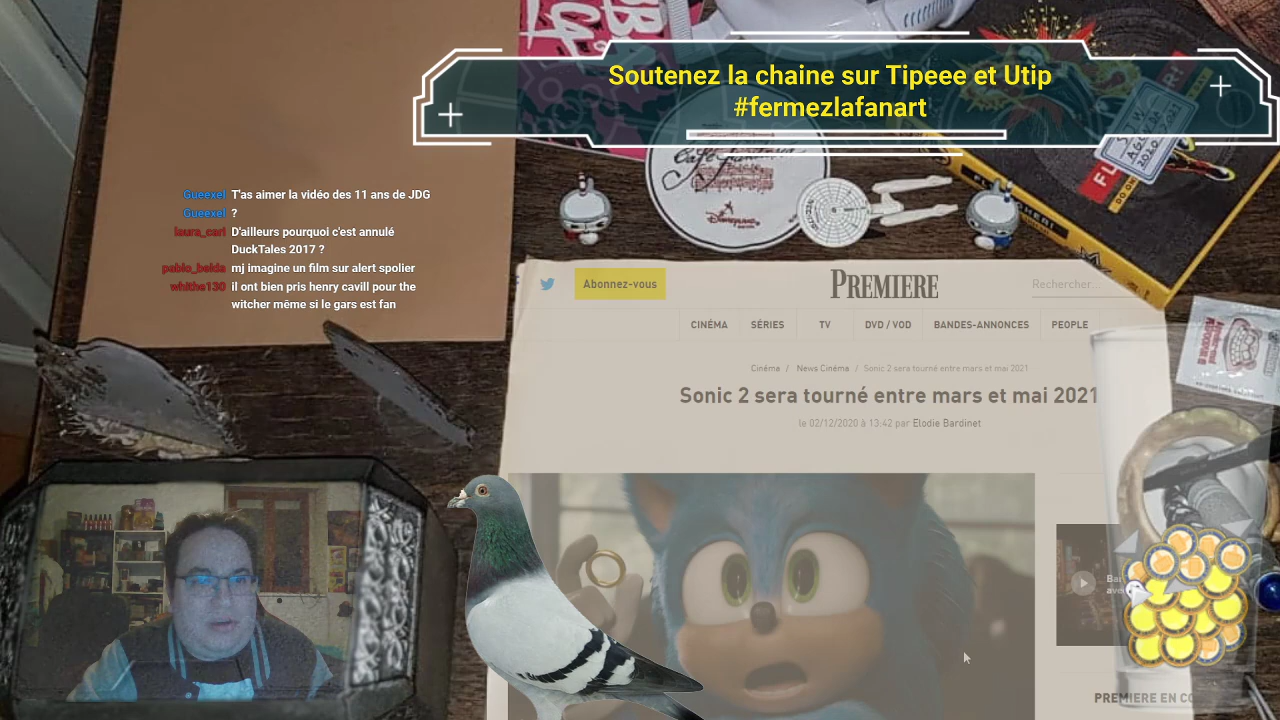 Soutenez la chaine sur Tipeee et Utip
#fermezlafanart
Gueexel T'as aimer la vidéo des 11 ans de JDG
Gueexel ?
laura_cari D'ailleurs pourquoi c'est annulé
DuckTales 2017 ?
pablo_belda mj imagine un film sur alert spolier
whithe130 il ont bien pris henry cavill pour the
witcher même si le gars est fan
Abonnez-vous
PREMIERE
Rechercher...
CINÉMA SÉRIES TV DVD / VOD BANDES-ANNONCES PEOPLE
Cinéma / News Cinéma / Sonic 2 sera tourné entre mars et mai 2021
Sonic 2 sera tourné entre mars et mai 2021
le 02/12/2020 à 13:42 par Elodie Bardinet
PREMIERE EN